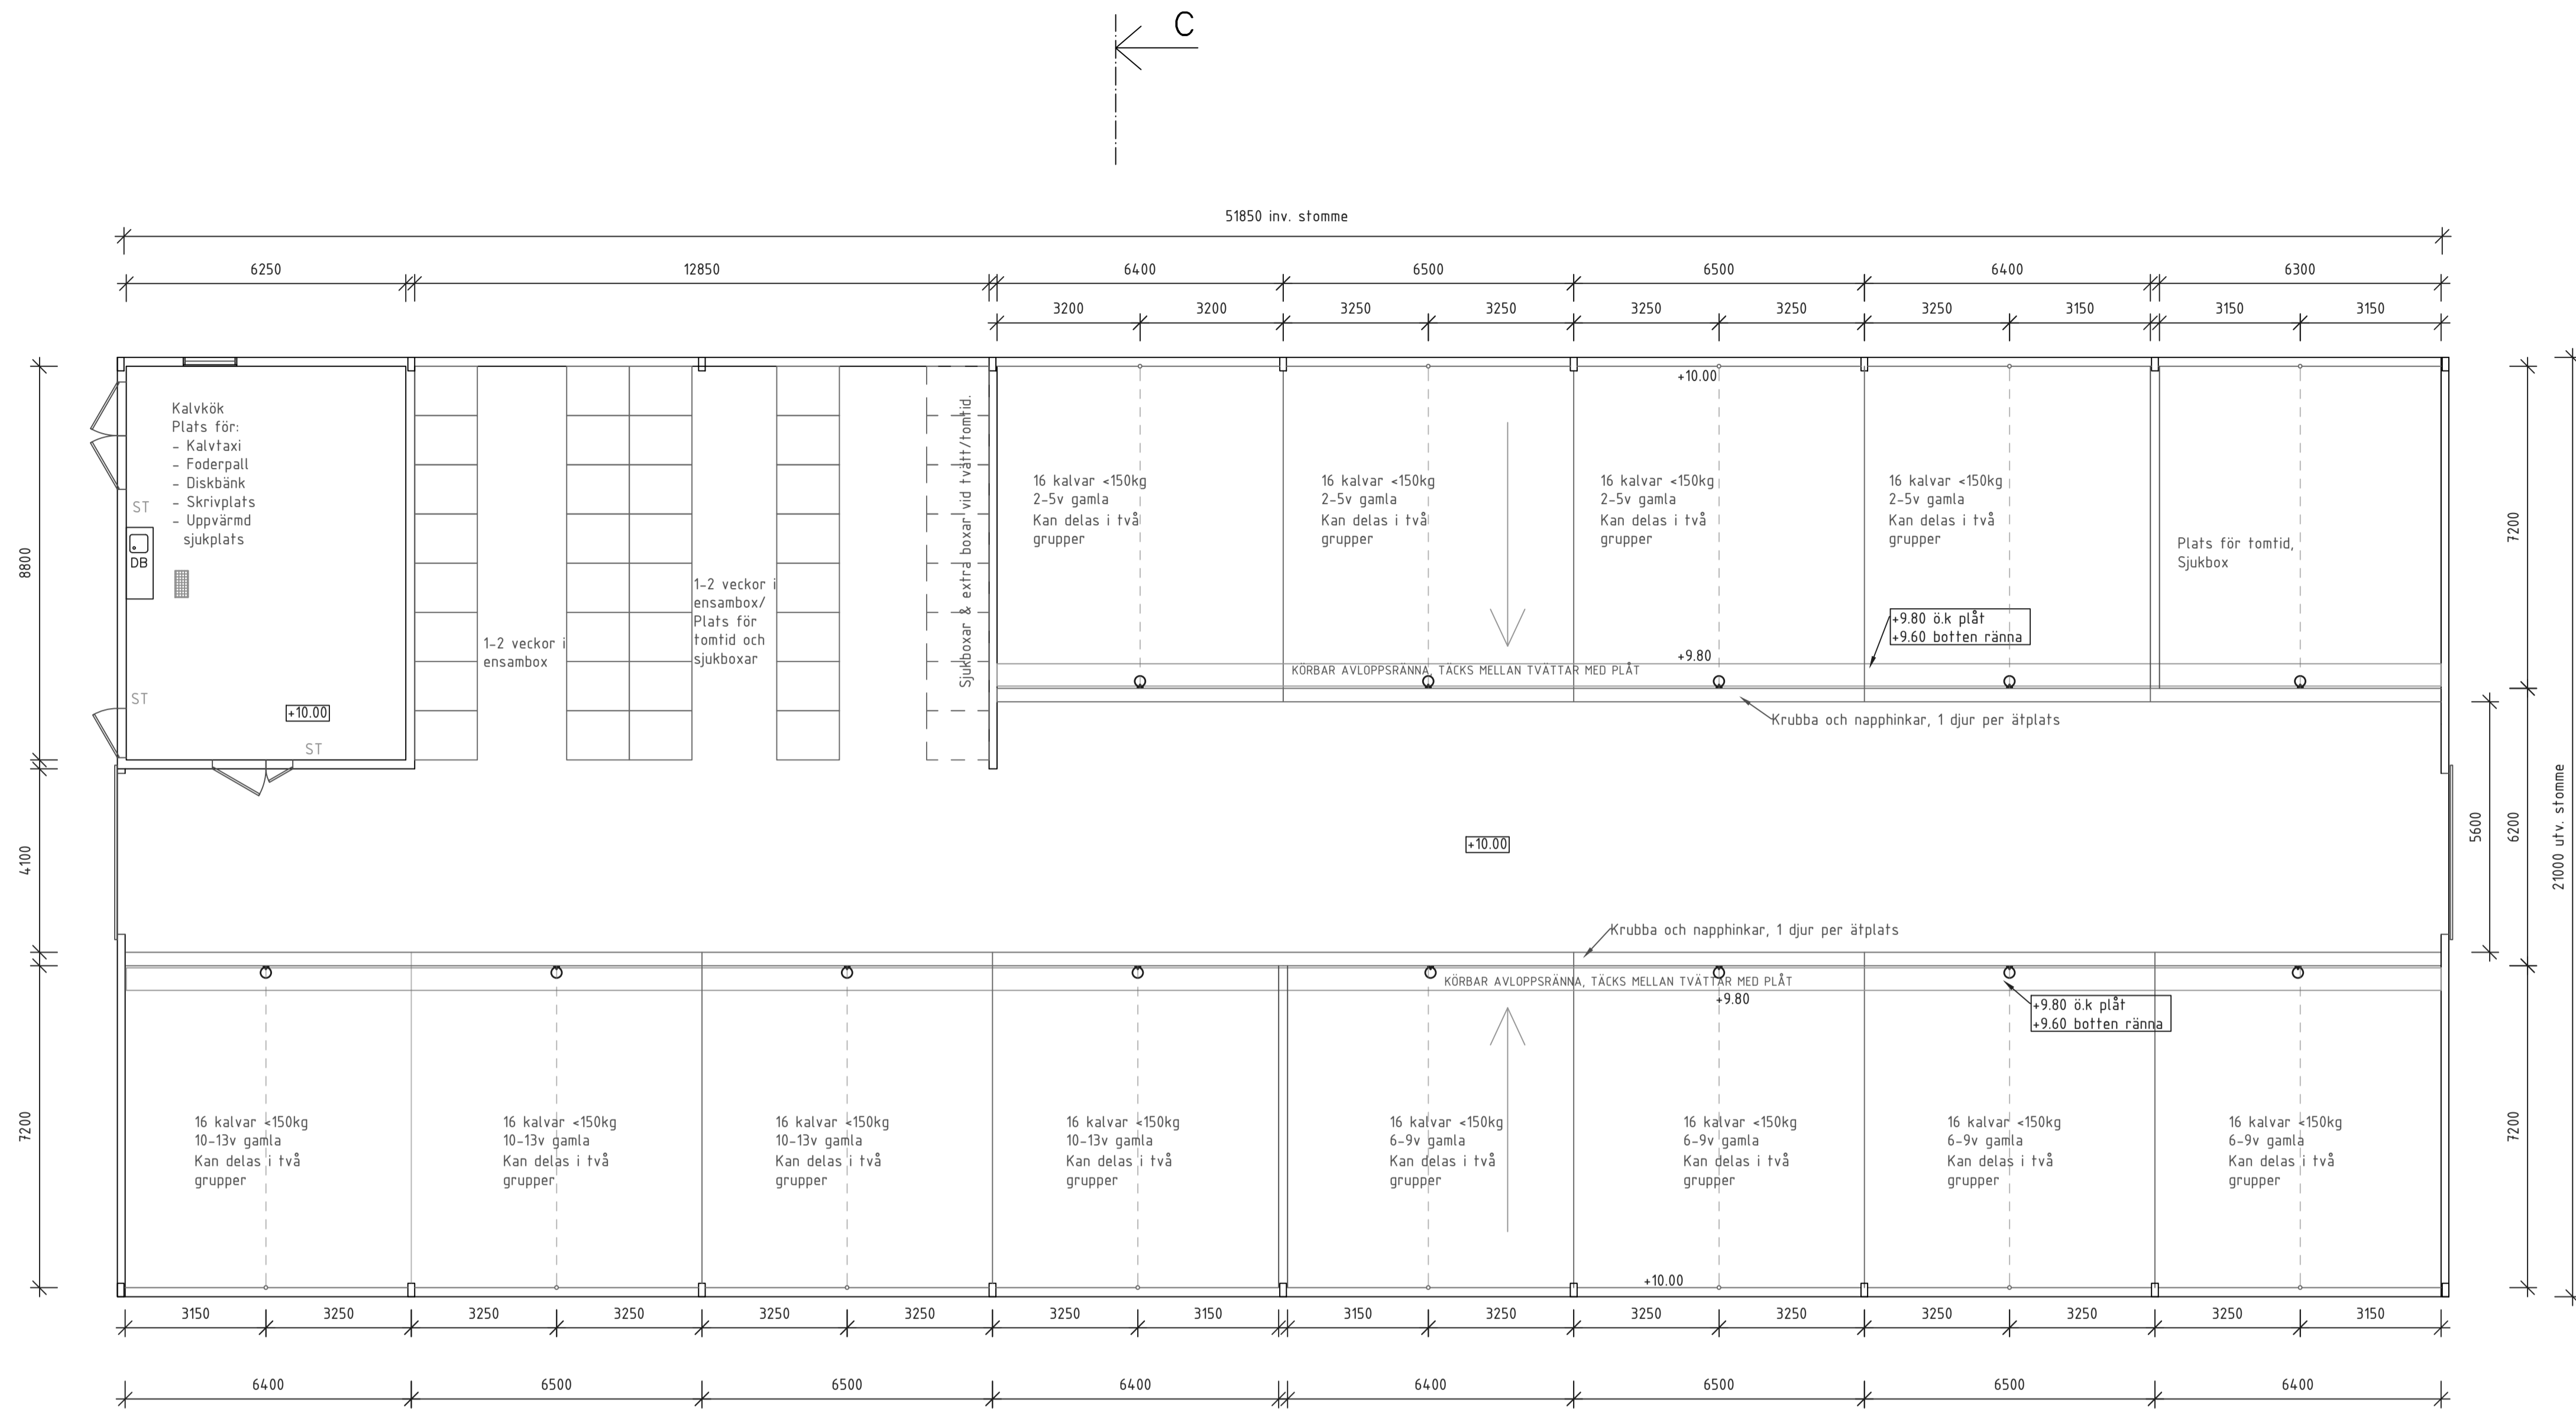 C
51850 inv. stomme
6250
12850
6400
6500
6500
6400
6300
3200
3200
3250
3250
3250
3250
3250
3150
3150
3150
8800
4100
7200
Kalvkök
Plats för:
- Kalvtaxi
- Foderpall
- Diskbänk
- Skrivplats
- Uppvärmd
sjukplats
ST
DB
ST
ST
+10.00
1-2 veckor i
ensambox
1-2 veckor i
ensambox/
Plats för
tomtid och
sjukboxar
Sjukboxar & extra boxar vid tvätt/tomtid.
16 kalvar <150kg
2-5v gamla
Kan delas i två
grupper
16 kalvar <150kg
2-5v gamla
Kan delas i två
grupper
+10.00
16 kalvar <150kg
2-5v gamla
Kan delas i två
grupper
16 kalvar <150kg
2-5v gamla
Kan delas i två
grupper
Plats för tomtid,
Sjukbox
+9.80 ö.k plåt
+9.60 botten ränna
+9.80
KÖRBAR AVLOPPSRÄNNA, TÄCKS MELLAN TVÄTTAR MED PLÅT
Krubba och napphinkar, 1 djur per ätplats
+10.00
7200
5600
6200
21000 utv. stomme
7200
Krubba och napphinkar, 1 djur per ätplats
KÖRBAR AVLOPPSRÄNNA, TÄCKS MELLAN TVÄTTAR MED PLÅT
+9.80
+9.80 ö.k plåt
+9.60 botten ränna
16 kalvar <150kg
10-13v gamla
Kan delas i två
grupper
16 kalvar <150kg
10-13v gamla
Kan delas i två
grupper
16 kalvar <150kg
10-13v gamla
Kan delas i två
grupper
16 kalvar <150kg
10-13v gamla
Kan delas i två
grupper
16 kalvar <150kg
6-9v gamla
Kan delas i två
grupper
16 kalvar <150kg
6-9v gamla
Kan delas i två
grupper
16 kalvar <150kg
6-9v gamla
Kan delas i två
grupper
16 kalvar <150kg
6-9v gamla
Kan delas i två
grupper
+10.00
3150
3250
3250
3250
3250
3250
3250
3150
3150
3250
3250
3250
3250
3250
3250
3150
6400
6500
6500
6400
6400
6500
6500
6400